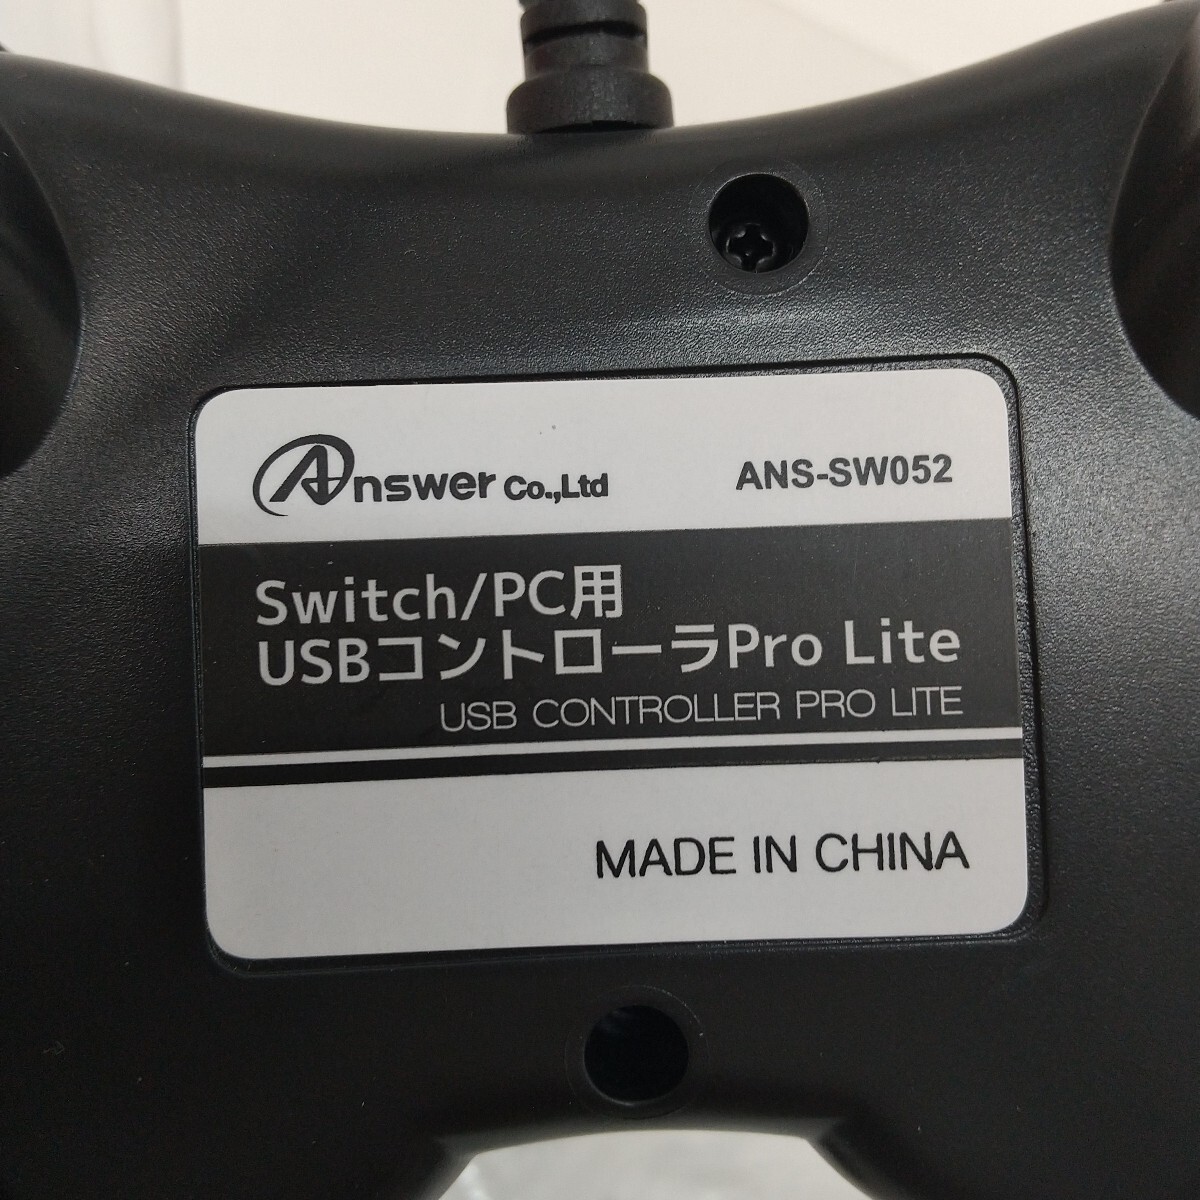 Answer Co.,Ltd ANS-SW052
Switch/PC用
USBコントローラPro Lite
USB CONTROLLER PRO LITE
MADE IN CHINA